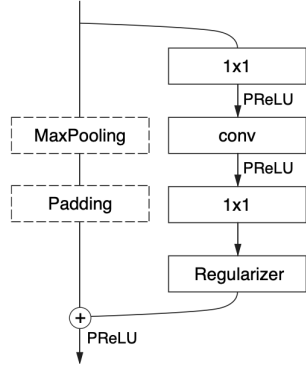 1x1
PReLU
MaxPooling
conv
PReLU
Padding
1x1
Regularizer
+
PReLU